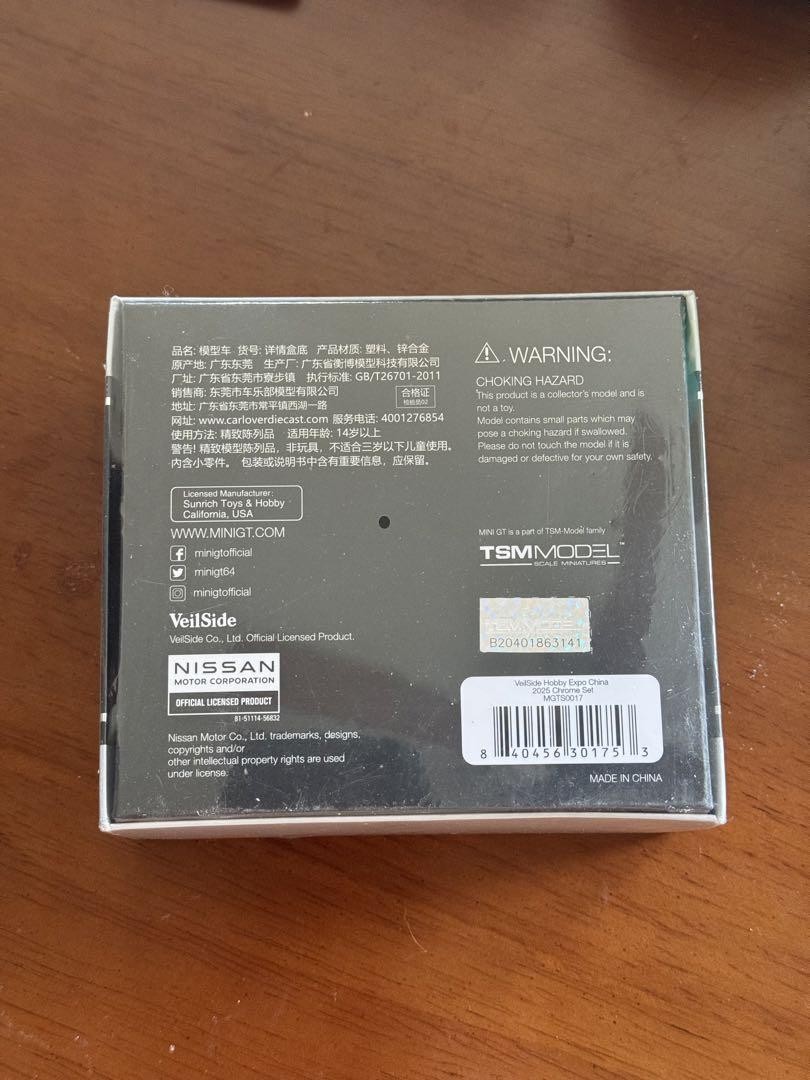 品名: 模型车 货号: 详情盒底 产品材质: 塑料、锌合金
原产地: 广东东莞 生产厂: 广东省衡博模型科技有限公司
厂址: 广东省东莞市寮步镇 执行标准: GB/T26701-2011
销售商: 东莞市车乐部模型有限公司
合格证
检验员02
地址: 广东省东莞市常平镇西湖一路
网址: www.carloverdiecast.com 服务电话: 4001276854
使用方法: 精致陈列品 适用年龄: 14岁以上
警告! 精致模型陈列品, 非玩具, 不适合三岁以下儿童使用。
内含小零件。 包装或说明书中含有重要信息, 应保留。
Licensed Manufacturer:
Sunrich Toys & Hobby
California, USA
WWW.MINIGT.COM
minigtofficial
minigt64
minigtofficial
VeilSide
VeilSide Co., Ltd. Official Licensed Product.
NISSAN
MOTOR CORPORATION
OFFICIAL LICENSED PRODUCT
81-51114-56832
Nissan Motor Co., Ltd. trademarks, designs,
copyrights and/or
other intellectual property rights are used
under license.
WARNING:
CHOKING HAZARD
This product is a collector's model and is
not a toy.
Model contains small parts which may
pose a choking hazard if swallowed.
Please do not touch the model if it is
damaged or defective for your own safety.
MINI GT is a part of TSM-Model family
TSMMODEL™
SCALE MINIATURES
B20401863141
VeilSide Hobby Expo China
2025 Chrome Set
MGTS0017
8 40456 30175 3
MADE IN CHINA